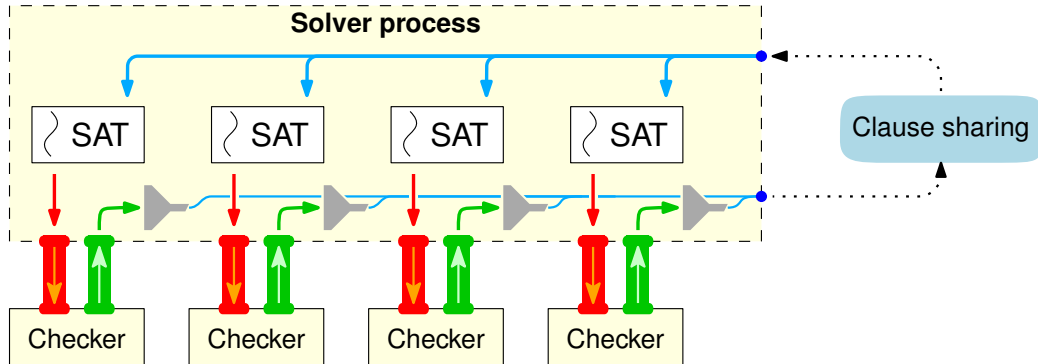 Solver process
SAT
SAT
SAT
SAT
Clause sharing
Checker
Checker
Checker
Checker